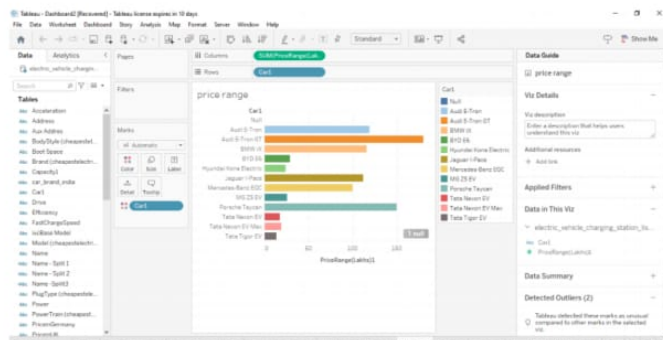 Tableau - Dashboard2 [Recovered] - Tableau license expires in 10 days
File Data Worksheet Dashboard Story Analysis Map Format Server Window Help
Standard
Show Me
Data Analytics
electric_vehicle_chargin...
Search
Tables
Acceleration
Address
Aux Addres
BodyStyle (cheapestel...
Boot Space
Brand (cheapestelectri...
Capacity1
car_brand_india
Car1
Drive
Efficiency
FastChargeSpeed
Model (cheapestelectr...
Name
Name - Split 1
Name - Split 2
Name - Split3
PlugType (cheapestele...
Power
PowerTrain (cheapest...
PriceinGermany
PriceinUK
Pages
Filters
Marks
Automatic
Color
Size
Label
Detail
Tooltip
Car1
Columns
SUM(PriceRange(Lak..
Rows
Car1
price range
Car1
Null
Audi E-Tron
Audi E-Tron GT
BMW iX
BYD E6
Hyundai Kona Electric
Jaguar I-Pace
Mercedes-Benz EQC
MG ZS EV
Porsche Taycan
Tata Nexon EV
Tata Nexon EV Max
Tata Tigor EV
0
50
100
150
PriceRange(Lakhs)1
1 null
Car1
Null
Audi E-Tron
Audi E-Tron GT
BMW iX
BYD E6
Hyundai Kona Electric
Jaguar I-Pace
Mercedes-Benz EQC
MG ZS EV
Porsche Taycan
Tata Nexon EV
Tata Nexon EV Max
Tata Tigor EV
Data Guide
price range
Viz Details
Viz description
Enter a description that helps users
understand this viz
Additional resources
+ Add link
Applied Filters
Data in This Viz
electric_vehicle_charging_station_lis...
Car1
PriceRange(Lakhs)1
Data Summary
Detected Outliers (2)
Tableau detected these marks as unusual
compared to other marks in the selected
viz.